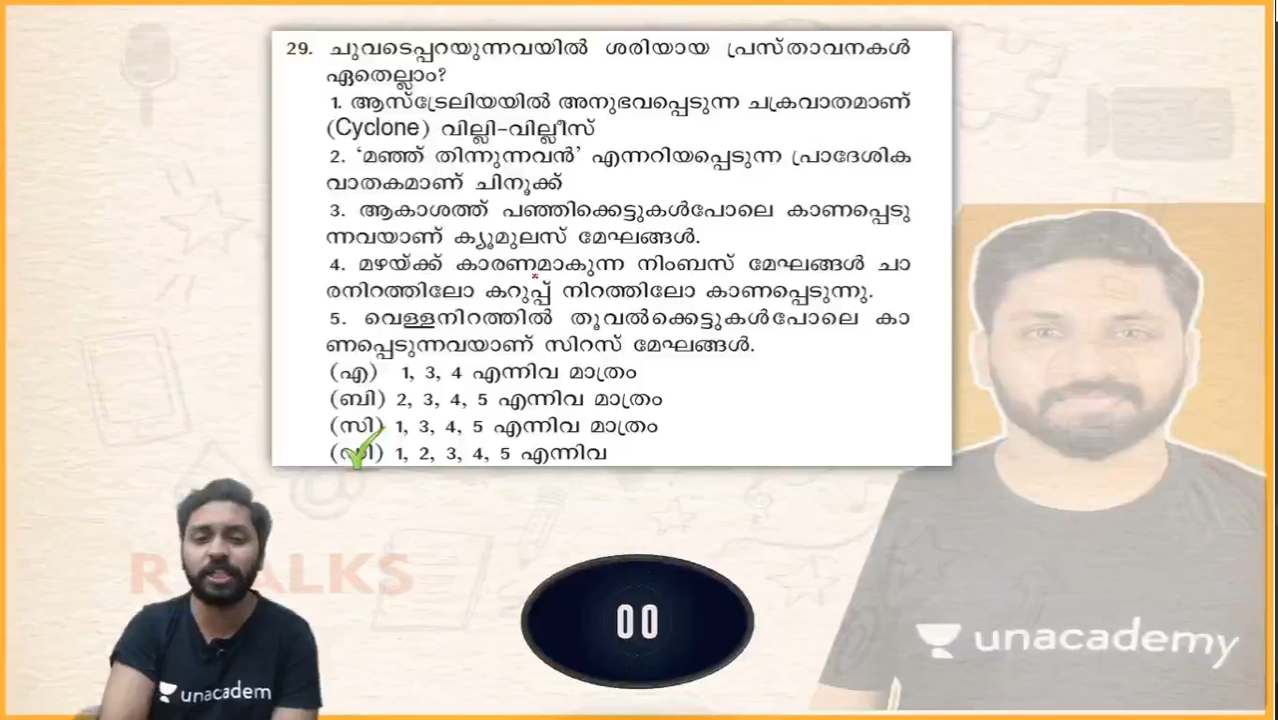 29. ചുവടെപ്പറയുന്നവയിൽ ശരിയായ പ്രസ്താവനകൾ
ഏതെല്ലാം?
1. ആസ്ട്രേലിയയിൽ അനുഭവപ്പെടുന്ന ചക്രവാതമാണ്
(Cyclone) വില്ലി-വില്ലീസ്
2. 'മഞ്ഞ് തിന്നുന്നവൻ' എന്നറിയപ്പെടുന്ന പ്രാദേശിക
വാതകമാണ് ചിനൂക്ക്
3. ആകാശത്ത് പഞ്ഞിക്കെട്ടുകൾപോലെ കാണപ്പെടു
ന്നവയാണ് ക്യൂമുലസ് മേഘങ്ങൾ.
4. മഴയ്ക്ക് കാരണമാകുന്ന നിംബസ് മേഘങ്ങൾ ചാ
രനിറത്തിലോ കറുപ്പ് നിറത്തിലോ കാണപ്പെടുന്നു.
5. വെള്ളനിറത്തിൽ തൂവൽക്കെട്ടുകൾപോലെ കാ
ണപ്പെടുന്നവയാണ് സിറസ് മേഘങ്ങൾ.
(എ) 1, 3, 4 എന്നിവ മാത്രം
(ബി) 2, 3, 4, 5 എന്നിവ മാത്രം
(സി) 1, 3, 4, 5 എന്നിവ മാത്രം
(ഡി) 1, 2, 3, 4, 5 എന്നിവ
00
unacademy
unacadem